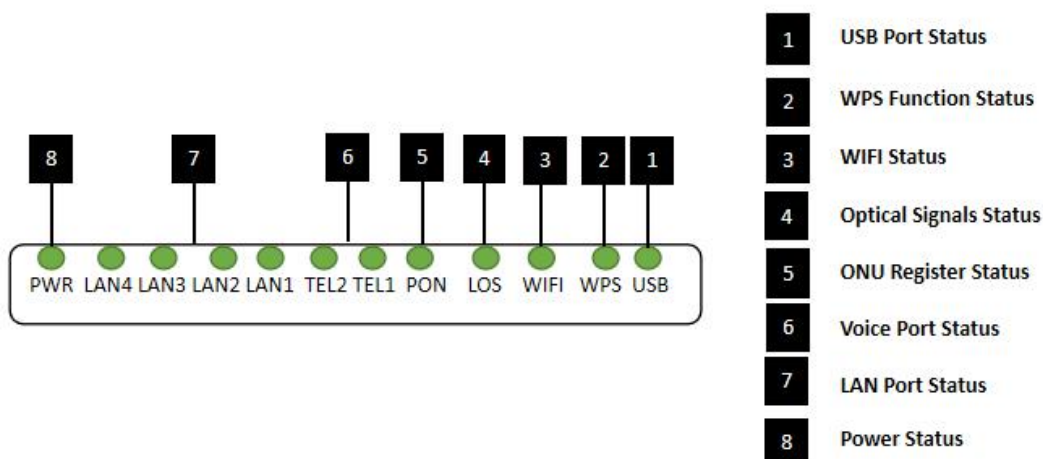 8 7 6 5 4 3 2 1
PWR LAN4 LAN3 LAN2 LAN1 TEL2 TEL1 PON LOS WIFI WPS USB
1 USB Port Status
2 WPS Function Status
3 WIFI Status
4 Optical Signals Status
5 ONU Register Status
6 Voice Port Status
7 LAN Port Status
8 Power Status